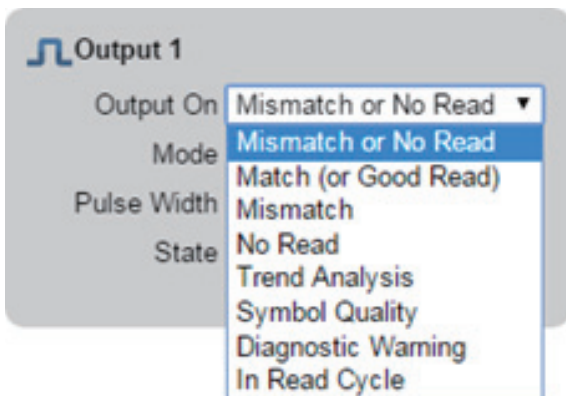 Output 1
Output On Mismatch or No Read
Mode Mismatch or No Read
Match (or Good Read)
Pulse Width Mismatch
State No Read
Trend Analysis
Symbol Quality
Diagnostic Warning
In Read Cycle